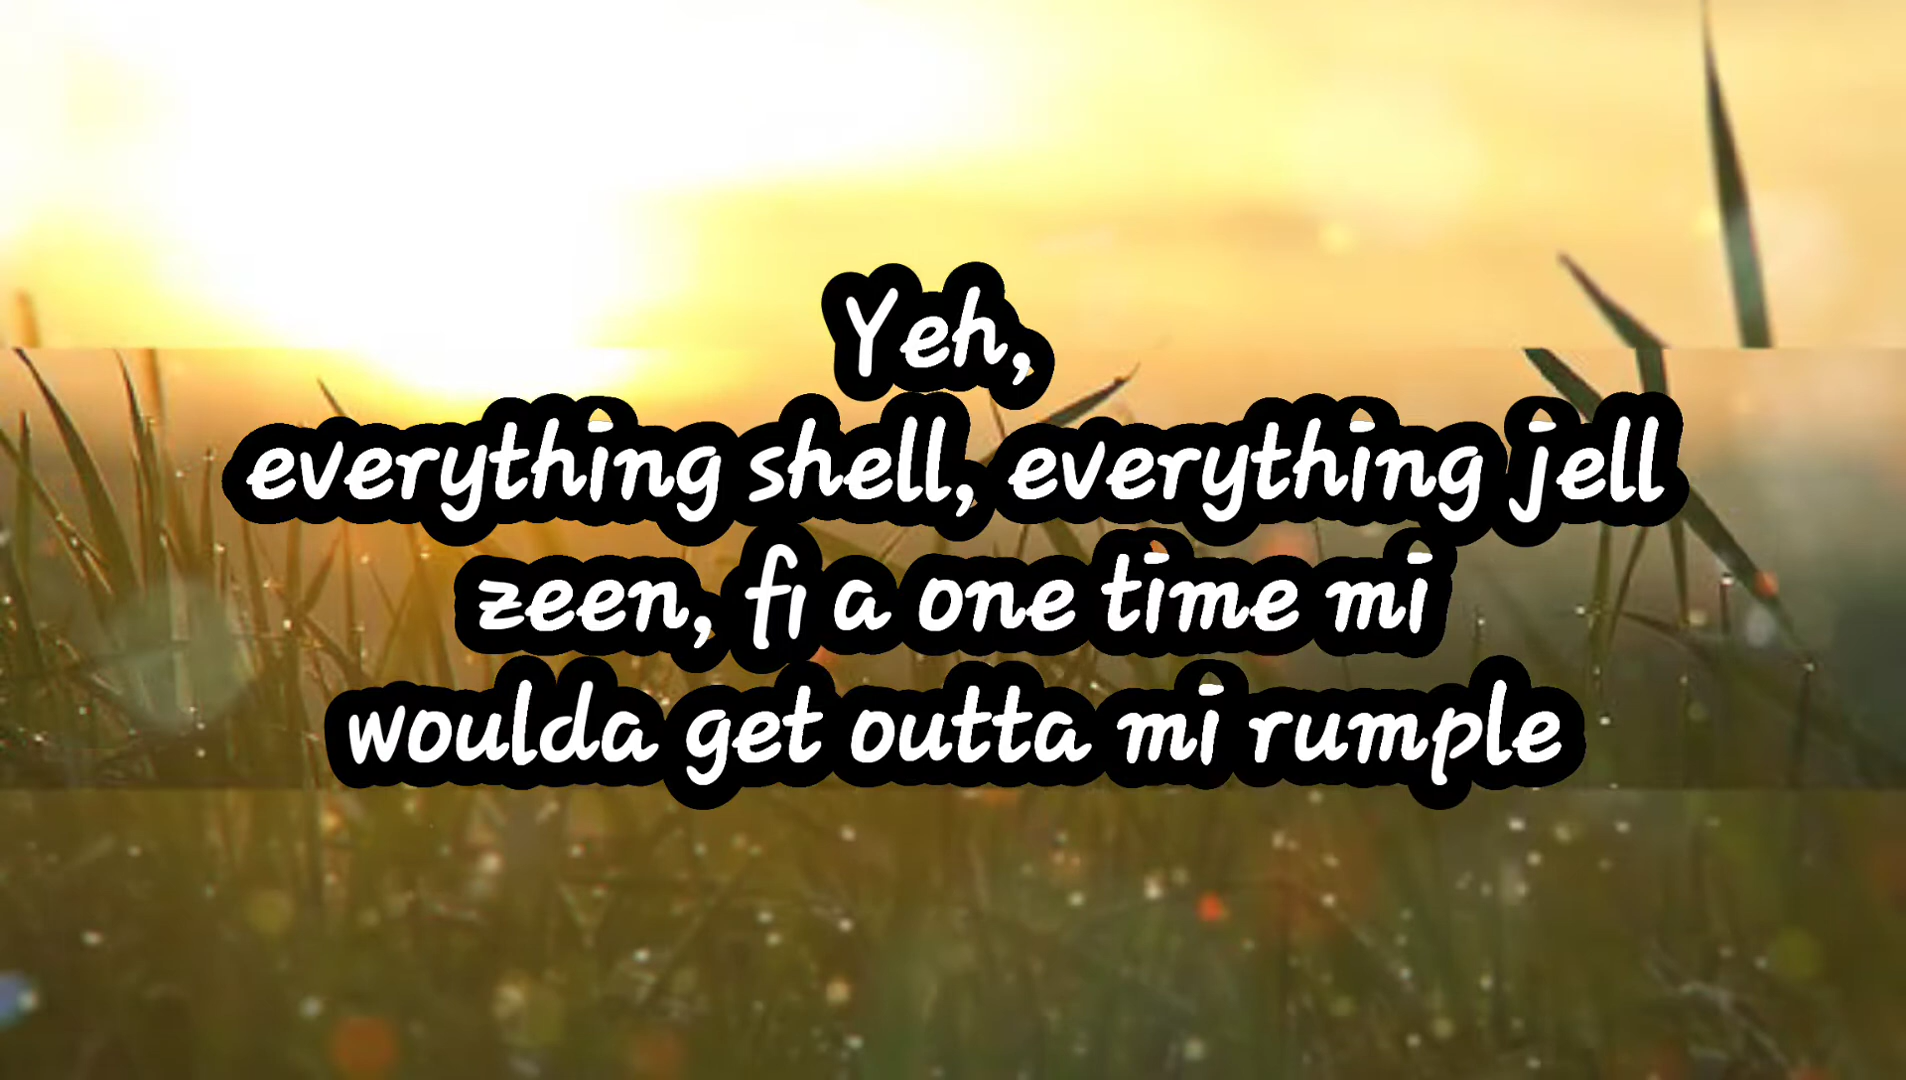 Yeh,
everything shell, everything jell
zeen, fi a one time mi
woulda get outta mi rumple